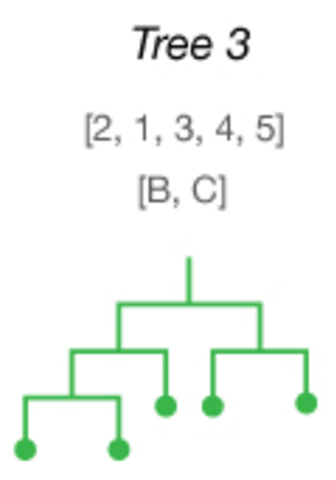 Tree 3
[2, 1, 3, 4, 5]
[B, C]